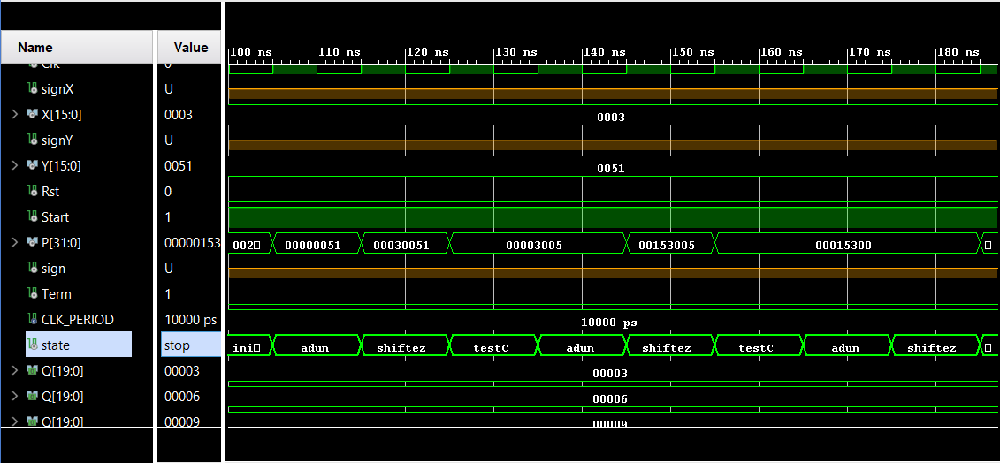 Name Value
100 ns 110 ns 120 ns 130 ns 140 ns 150 ns 160 ns 170 ns 180 ns
Clk 0
signX U
X[15:0] 0003 0003
signY U
Y[15:0] 0051 0051
Rst 0
Start 1
P[31:0] 00000153 002 00000051 00030051 00003005 00153005 00015300
sign U
Term 1
CLK_PERIOD 10000 ps 10000 ps
state stop ini adun shiftez testC adun shiftez testC adun shiftez
Q[19:0] 00003 00003
Q[19:0] 00006 00006
Q[19:0] 00009 00009